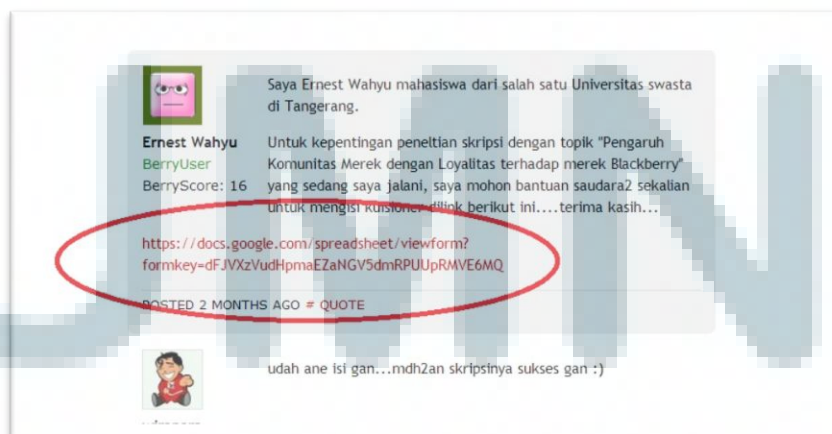 Saya Ernest Wahyu mahasiswa dari salah satu Universitas swasta
di Tangerang.
Ernest Wahyu
BerryUser
BerryScore: 16
Untuk kepentingan peneltian skripsi dengan topik "Pengaruh
Komunitas Merek dengan Loyalitas terhadap merek Blackberry"
yang sedang saya jalani, saya mohon bantuan saudara2 sekalian
untuk mengisi kuisioner dilink berikut ini....terima kasih...
https://docs.google.com/spreadsheet/viewform?
formkey=dFJVXzVudHpmaEZaNGV5dmRPUUpRMVE6MQ
POSTED 2 MONTHS AGO # QUOTE
udah ane isi gan...mdh2an skripsinya sukses gan :)
UMN